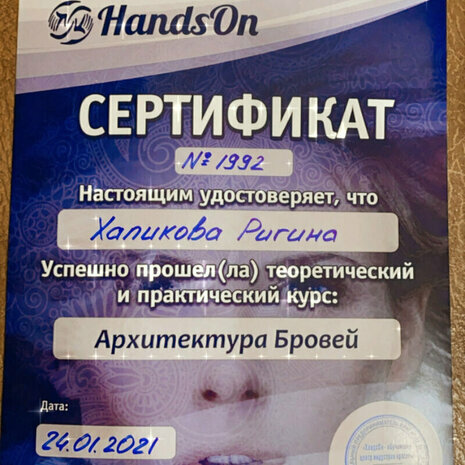 HandsOn
СЕРТИФИКАТ
№ 1992
Настоящим удостоверяет, что
Халикова Ригина
Успешно прошел(ла) теоретический
и практический курс:
Архитектура Бровей
Дата:
24.01.2021